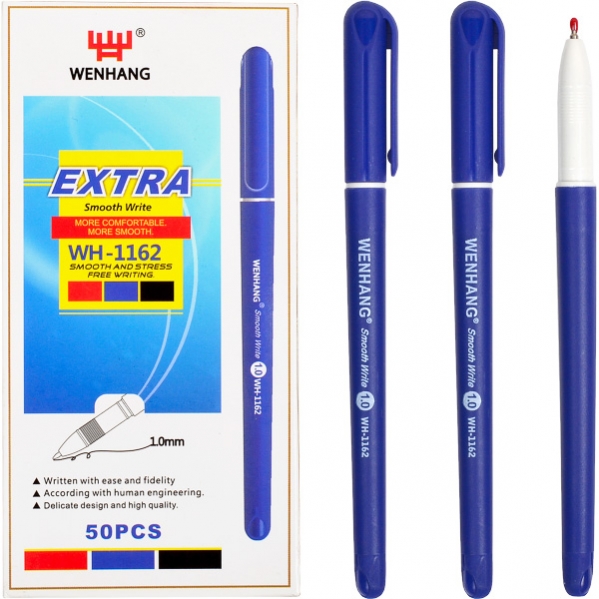 ®
WENHANG
EXTRA
Smooth Write
MORE COMFORTABLE.
MORE SMOOTH.
WH-1162
SMOOTH AND STRESS
FREE WRITING.
1.0mm
▲ Written with ease and fidelity
▲ According with human engineering.
▲ Delicate design and high quality.
50PCS
WENHANG® Smooth Write 1.0 WH-1162
WENHANG® Smooth Write 1.0 WH-1162
WENHANG® Smooth Write 1.0 WH-1162